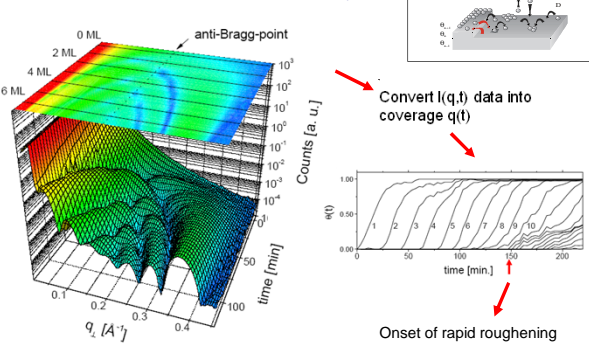 0 ML
2 ML
4 ML
6 ML
anti-Bragg-point
10³
10²
10¹
10⁰
10⁻¹
10⁻²
10⁻³
10⁻⁴
Counts [a. u.]
0
50
100
time [min]
0.1
0.2
0.3
0.4
q⊥ [Å⁻¹]
D
Convert I(q,t) data into
coverage q(t)
1.00
0.50
0.00
θ(t)
1 2 3 4 5 6 7 8 9 10
0 50 100 150 200
time [min.]
Onset of rapid roughening